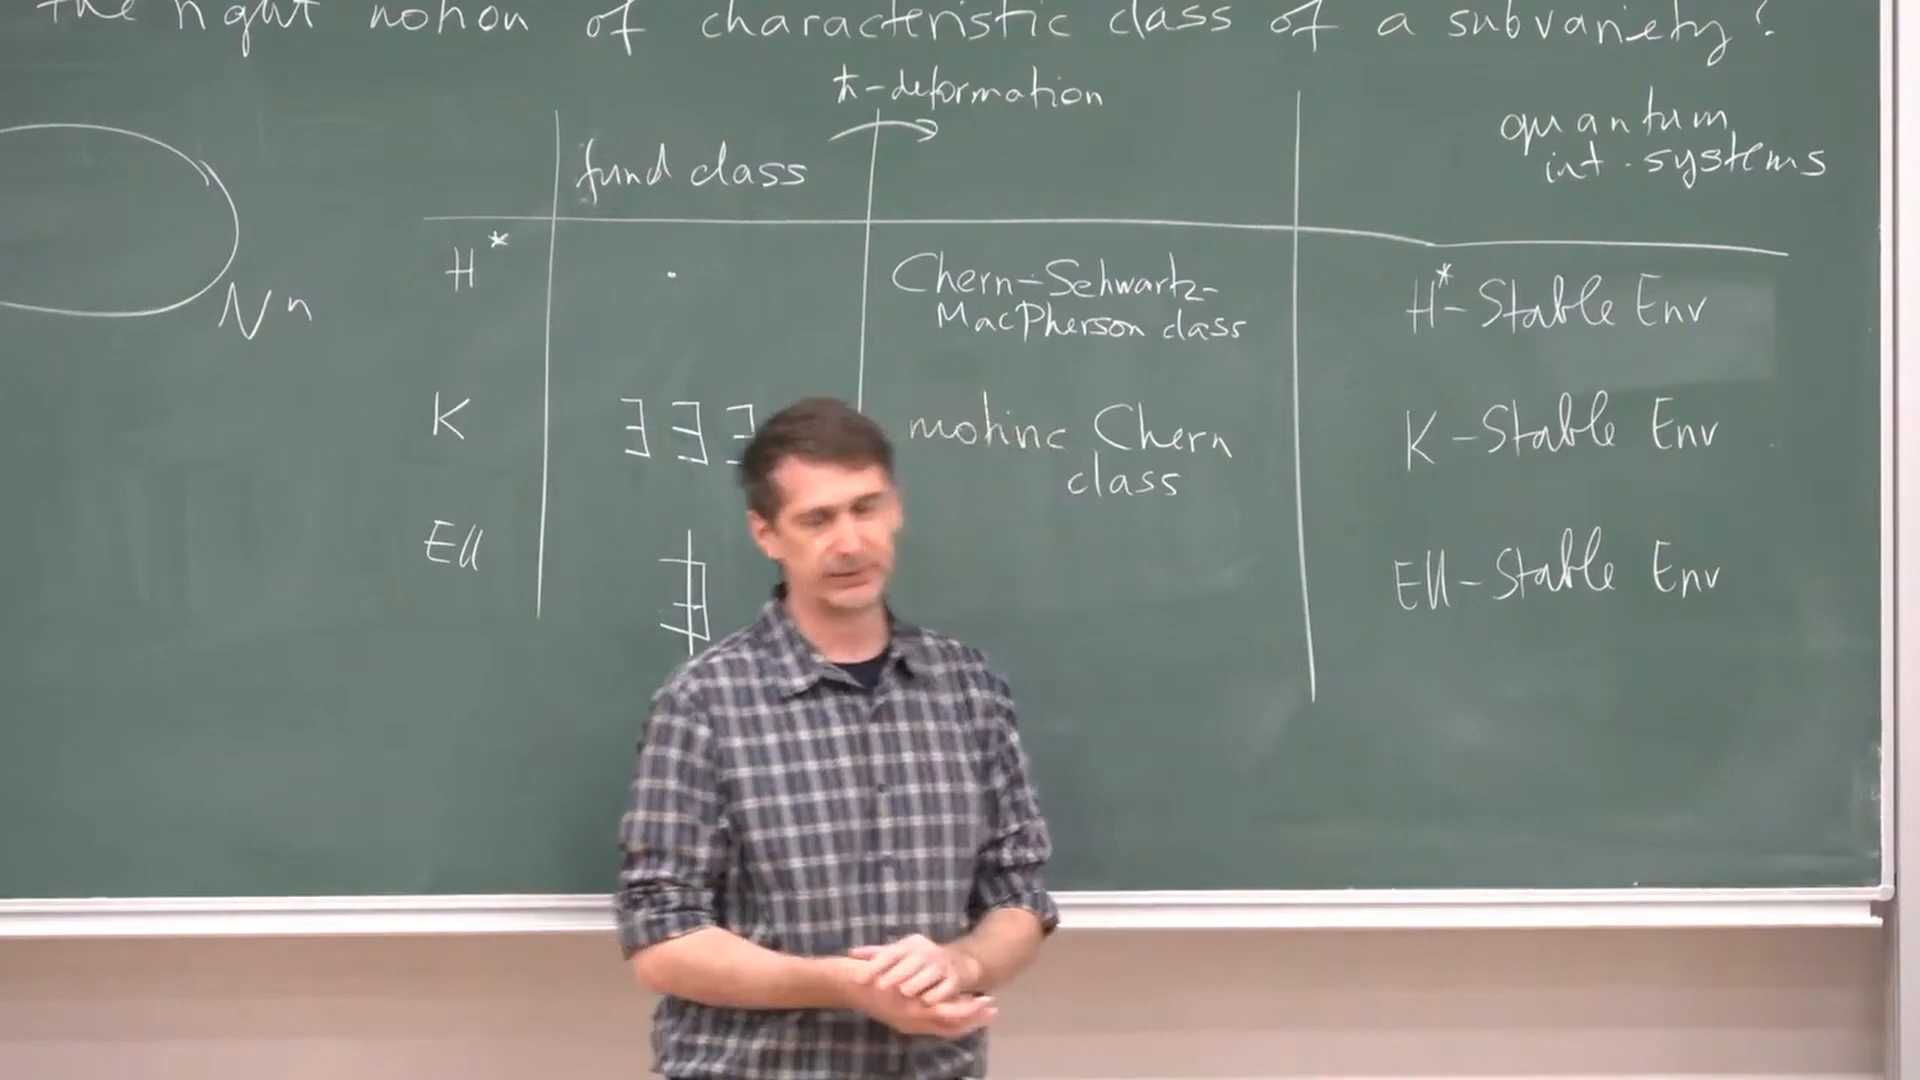 the right notion of characteristic class of a subvariety?
ħ-deformation
fund class
quantum
int. systems
H* · Chern-Schwartz-
MacPherson class
H*-Stable Env
N n
K ∃ ∃ ∃ motivic Chern
class
K-Stable Env
Ell ∄ Ell-Stable Env